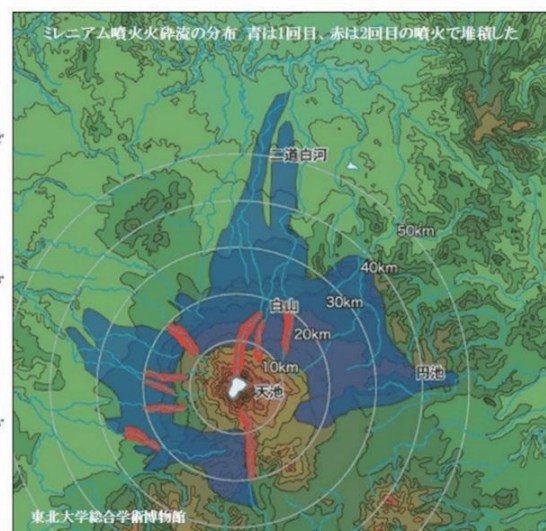 ミレニアム噴火火砕流の分布 青は1回目、赤は2回目の噴火で堆積した
二道白河
50km
40km
30km
白山
20km
10km
天池
円池
東北大学総合学術博物館